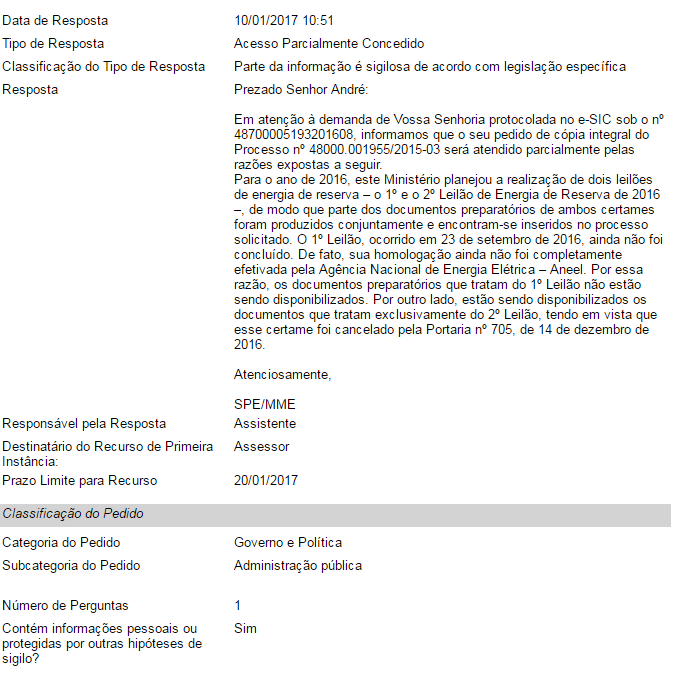 Data de Resposta 10/01/2017 10:51
Tipo de Resposta Acesso Parcialmente Concedido
Classificação do Tipo de Resposta Parte da informação é sigilosa de acordo com legislação específica
Resposta Prezado Senhor André:
Em atenção à demanda de Vossa Senhoria protocolada no e-SIC sob o nº
48700005193201608, informamos que o seu pedido de cópia integral do
Processo nº 48000.001955/2015-03 será atendido parcialmente pelas
razões expostas a seguir.
Para o ano de 2016, este Ministério planejou a realização de dois leilões
de energia de reserva – o 1º e o 2º Leilão de Energia de Reserva de 2016
–, de modo que parte dos documentos preparatórios de ambos certames
foram produzidos conjuntamente e encontram-se inseridos no processo
solicitado. O 1º Leilão, ocorrido em 23 de setembro de 2016, ainda não foi
concluído. De fato, sua homologação ainda não foi completamente
efetivada pela Agência Nacional de Energia Elétrica – Aneel. Por essa
razão, os documentos preparatórios que tratam do 1º Leilão não estão
sendo disponibilizados. Por outro lado, estão sendo disponibilizados os
documentos que tratam exclusivamente do 2º Leilão, tendo em vista que
esse certame foi cancelado pela Portaria nº 705, de 14 de dezembro de
2016.
Atenciosamente,
SPE/MME
Responsável pela Resposta Assistente
Destinatário do Recurso de Primeira Assessor
Instância:
Prazo Limite para Recurso 20/01/2017
Classificação do Pedido
Categoria do Pedido Governo e Política
Subcategoria do Pedido Administração pública
Número de Perguntas 1
Contém informações pessoais ou Sim
protegidas por outras hipóteses de
sigilo?